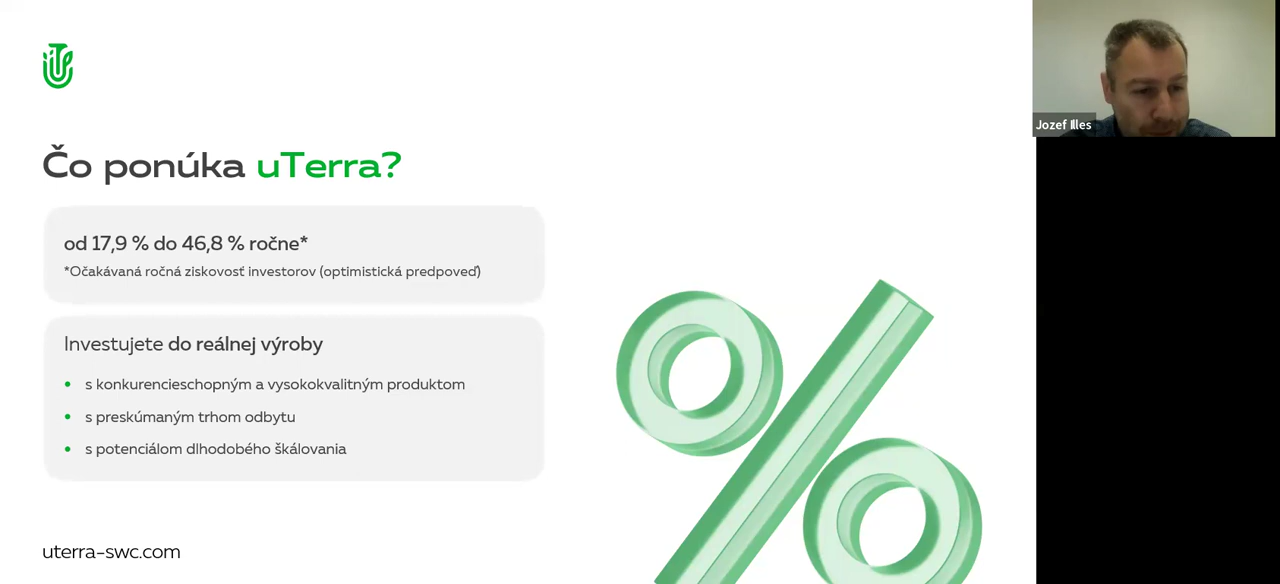 Čo ponúka uTerra?
od 17,9 % do 46,8 % ročne*
*Očakávaná ročná ziskovosť investorov (optimistická predpoveď)
Investujete do reálnej výroby
• s konkurencieschopným a vysokokvalitným produktom
• s preskúmaným trhom odbytu
• s potenciálom dlhodobého škálovania
uterra-swc.com
Jozef Illes